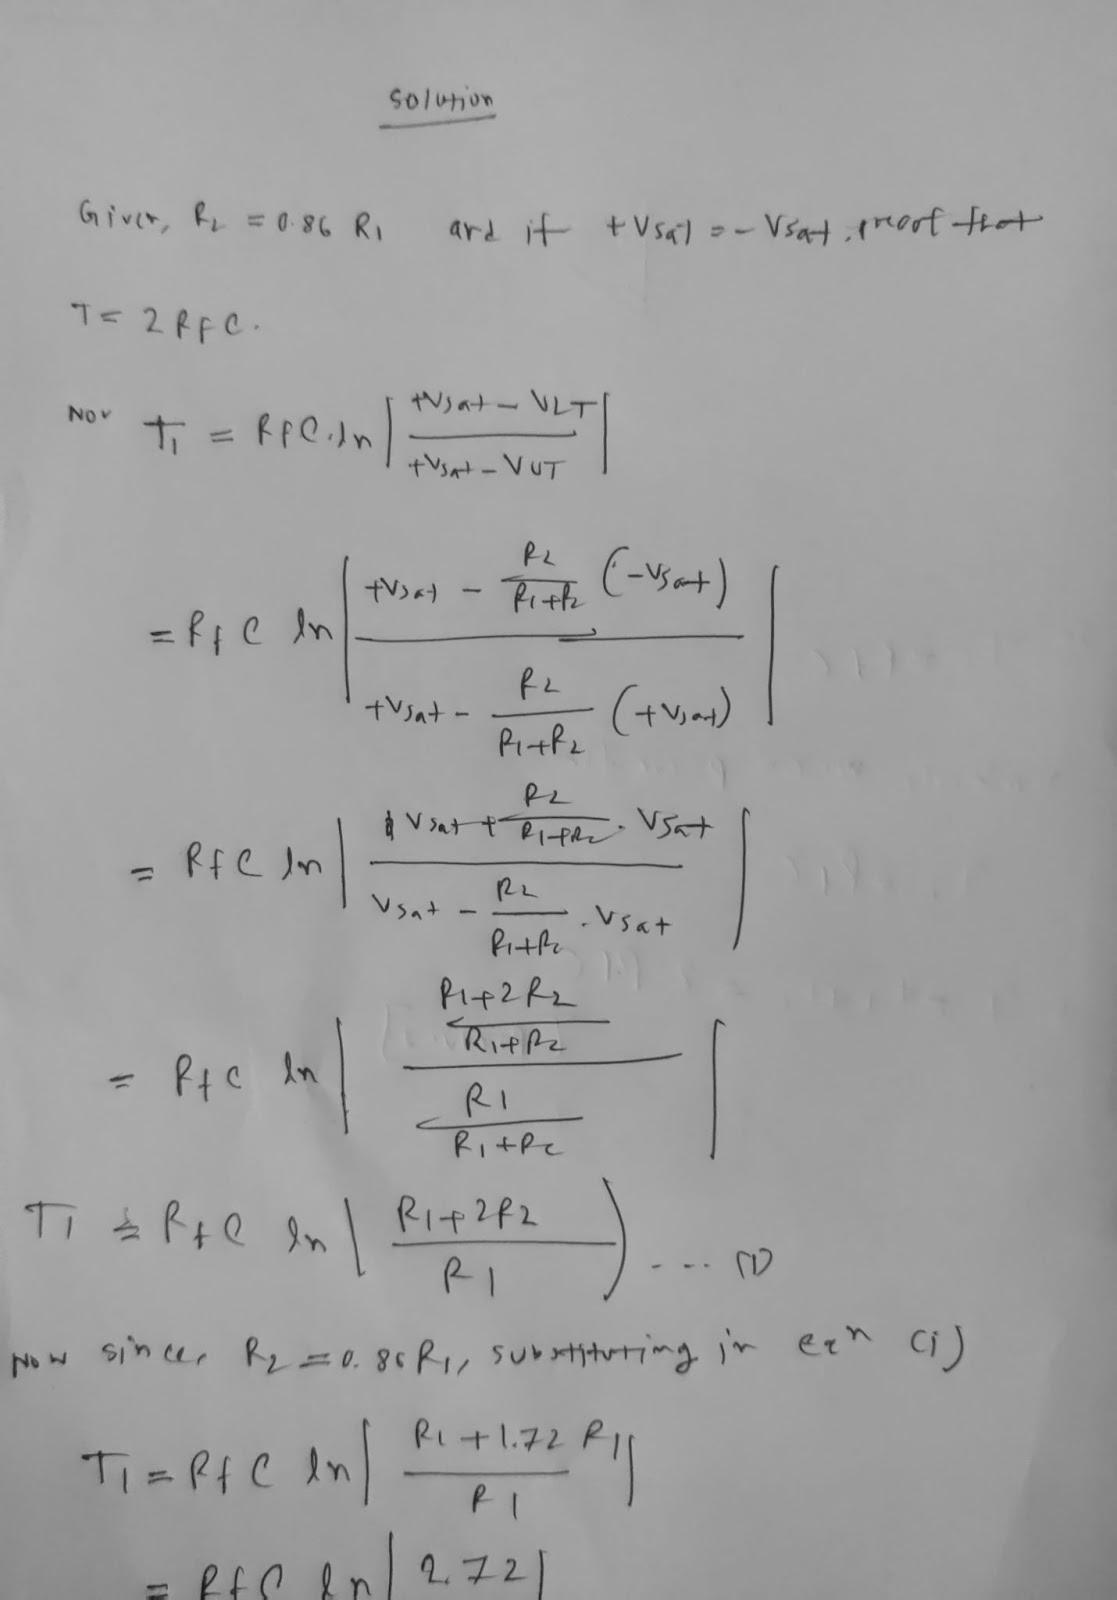 solution
Given, R2 = 0.86 R1 and if +Vsat = - Vsat, proof that
T = 2 RfC.
Now T1 = RfC. ln | (+Vsat - VLT) / (+Vsat - VUT) |
= Rf C ln | (+Vsat - R2/(R1+R2) (-Vsat)) / (+Vsat - R2/(R1+R2) (+Vsat)) |
= RfC ln | (Vsat + R2/(R1+R2) . Vsat) / (Vsat - R2/(R1+R2) . Vsat) |
= RfC ln | ((R1+2R2)/(R1+R2)) / (R1/(R1+R2)) |
T1 = RfC ln | (R1+2R2) / R1 ) .... (1)
Now since, R2 = 0.86 R1, substituting in eqn (i)
T1 = RfC ln | (R1 + 1.72 R1) / R1 |
= RfC ln | 2.72 |